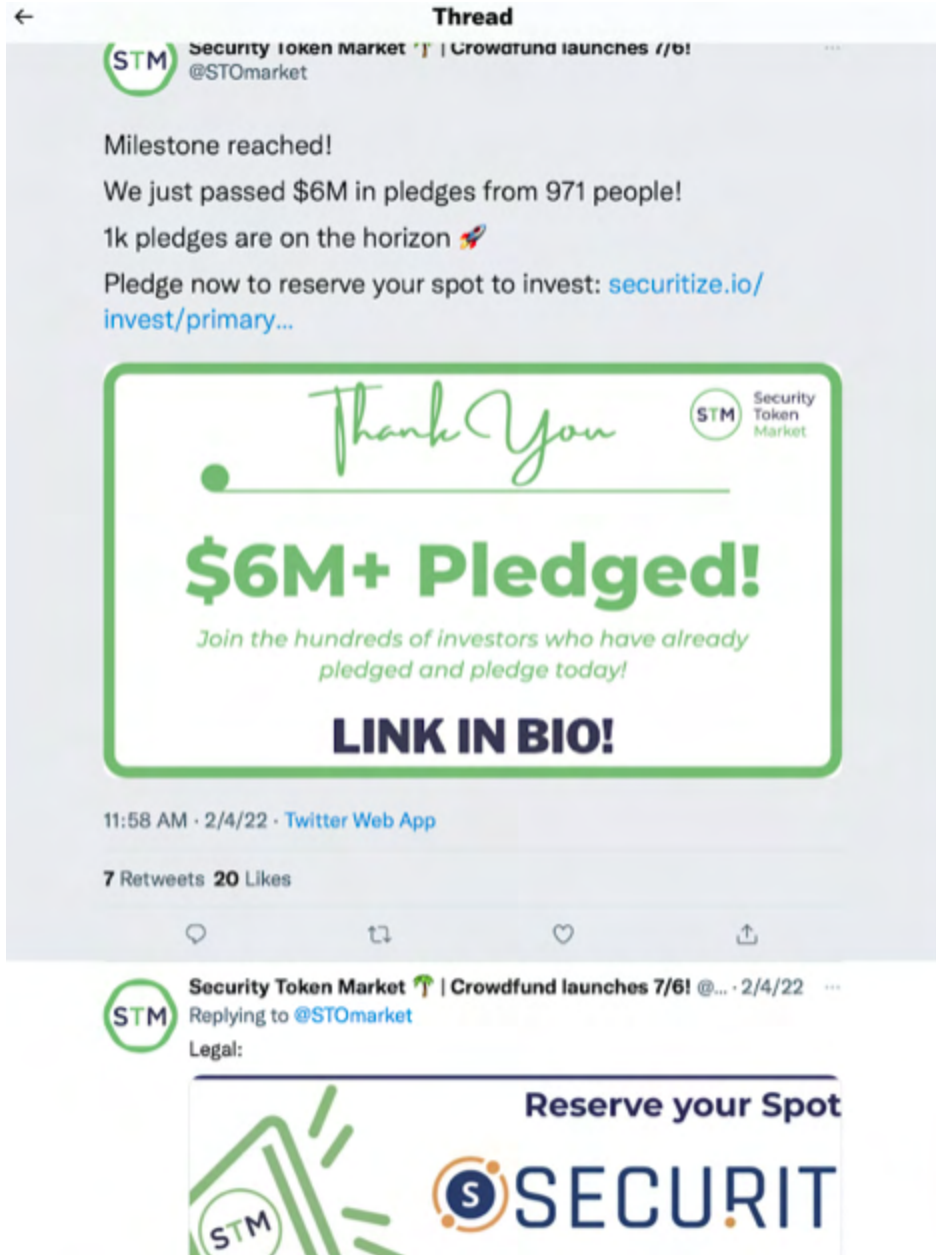 Thread
Security Token Market 🌴 | Crowdfund launches 7/6!
STM
@STOmarket
Milestone reached!
We just passed $6M in pledges from 971 people!
1k pledges are on the horizon 🚀
Pledge now to reserve your spot to invest: securitize.io/
invest/primary...
Thank You
STM
Security
Token
Market
$6M+ Pledged!
Join the hundreds of investors who have already
pledged and pledge today!
LINK IN BIO!
11:58 AM · 2/4/22 · Twitter Web App
7 Retweets 20 Likes
STM
Security Token Market 🌴 | Crowdfund launches 7/6! @... · 2/4/22
Replying to @STOmarket
Legal:
Reserve your Spot
S SECURIT
STM